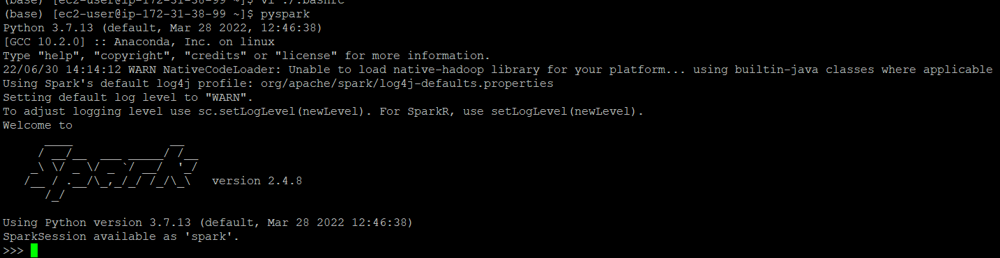 (base) [ec2-user@ip-172-31-38-99 ~]$ vi ./.bashrc
(base) [ec2-user@ip-172-31-38-99 ~]$ pyspark
Python 3.7.13 (default, Mar 28 2022, 12:46:38)
[GCC 10.2.0] :: Anaconda, Inc. on linux
Type "help", "copyright", "credits" or "license" for more information.
22/06/30 14:14:12 WARN NativeCodeLoader: Unable to load native-hadoop library for your platform... using builtin-java classes where applicable
Using Spark's default log4j profile: org/apache/spark/log4j-defaults.properties
Setting default log level to "WARN".
To adjust logging level use sc.setLogLevel(newLevel). For SparkR, use setLogLevel(newLevel).
Welcome to
      ____              __
     / __/__  ___ _____/ /__
    _\ \/ _ \/ _ `/ __/  '_/
   /__ / .__/\_,_/_/ /_/\_\   version 2.4.8
      /_/
Using Python version 3.7.13 (default, Mar 28 2022 12:46:38)
SparkSession available as 'spark'.
>>>